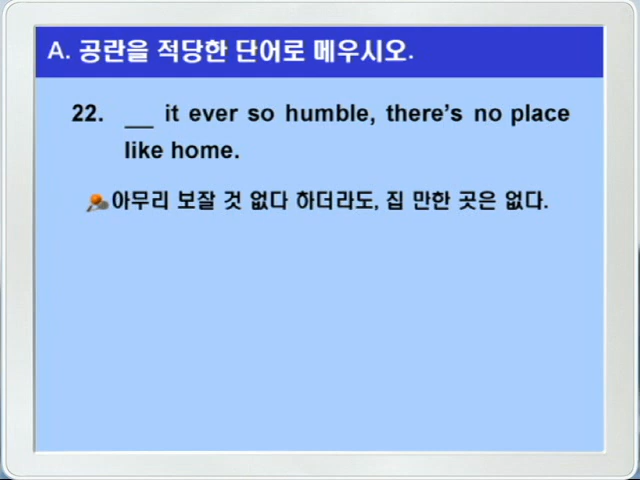 A. 공란을 적당한 단어로 메우시오.
22. __ it ever so humble, there's no place
like home.
아무리 보잘 것 없다 하더라도, 집 만한 곳은 없다.